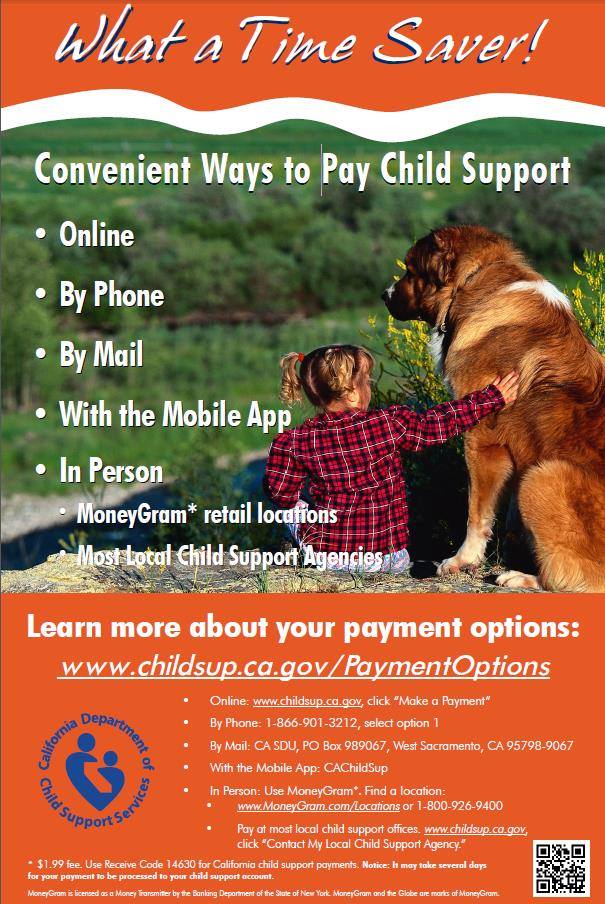 What a Time Saver!
Convenient Ways to Pay Child Support
• Online
• By Phone
• By Mail
• With the Mobile App
• In Person
• MoneyGram* retail locations
• Most Local Child Support Agencies
Learn more about your payment options:
www.childsup.ca.gov/PaymentOptions
California Department of
Child Support Services
• Online: www.childsup.ca.gov, click “Make a Payment”
• By Phone: 1-866-901-3212, select option 1
• By Mail: CA SDU, PO Box 989067, West Sacramento, CA 95798-9067
• With the Mobile App: CAChildSup
• In Person: Use MoneyGram*. Find a location:
• www.MoneyGram.com/Locations or 1-800-926-9400
• Pay at most local child support offices. www.childsup.ca.gov,
click “Contact My Local Child Support Agency.”
* $1.99 fee. Use Receive Code 14630 for California child support payments. Notice: It may take several days
for your payment to be processed to your child support account.
MoneyGram is licensed as a Money Transmitter by the Banking Department of the State of New York. MoneyGram and the Globe are marks of MoneyGram.